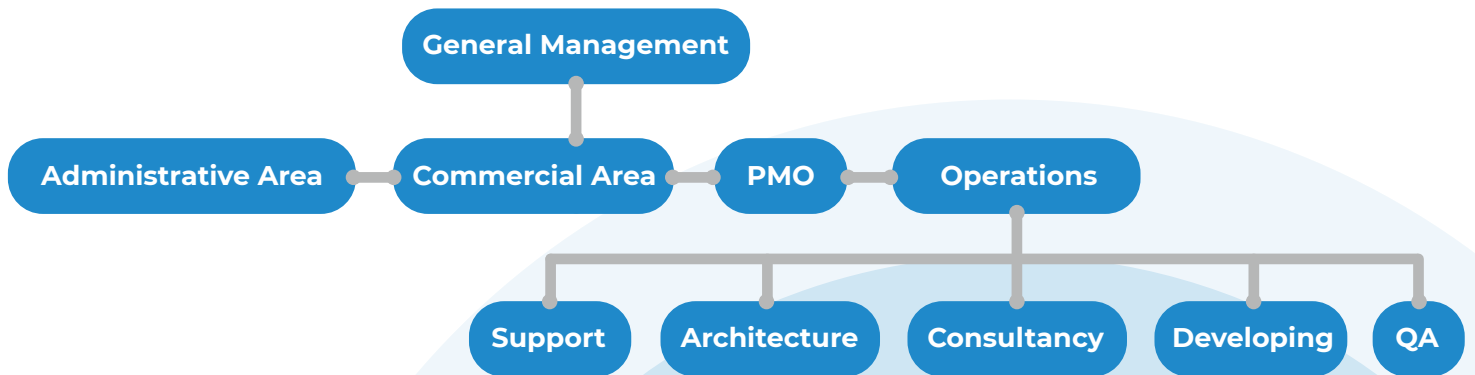 General Management
Administrative Area
Commercial Area
PMO
Operations
Support
Architecture
Consultancy
Developing
QA